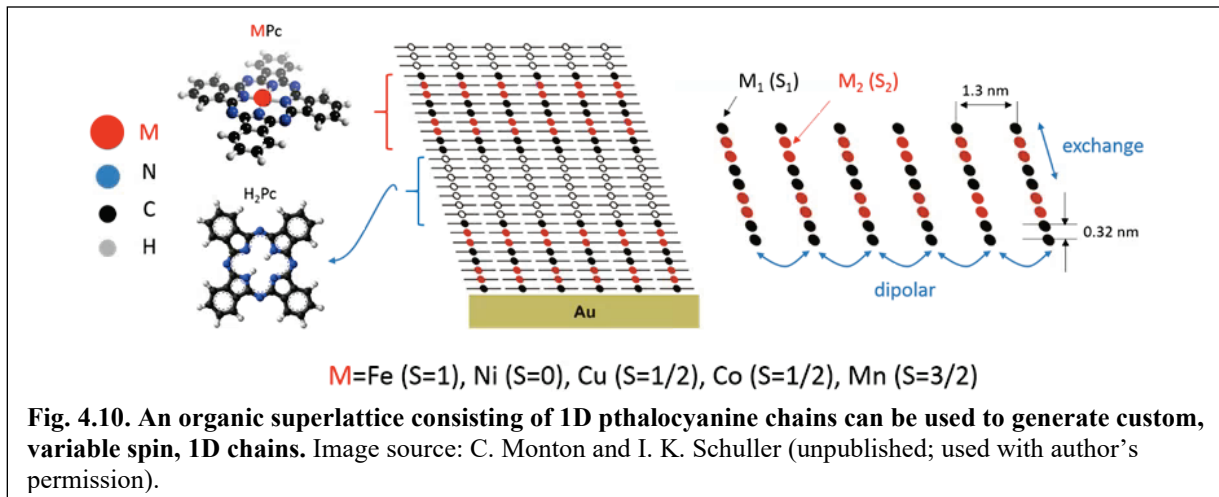 MPc
M
N
C
H
H₂Pc
Au
M₁ (S₁)
M₂ (S₂)
1.3 nm
exchange
0.32 nm
dipolar
M=Fe (S=1), Ni (S=0), Cu (S=1/2), Co (S=1/2), Mn (S=3/2)
Fig. 4.10. An organic superlattice consisting of 1D pthalocyanine chains can be used to generate custom,
variable spin, 1D chains. Image source: C. Monton and I. K. Schuller (unpublished; used with author’s
permission).